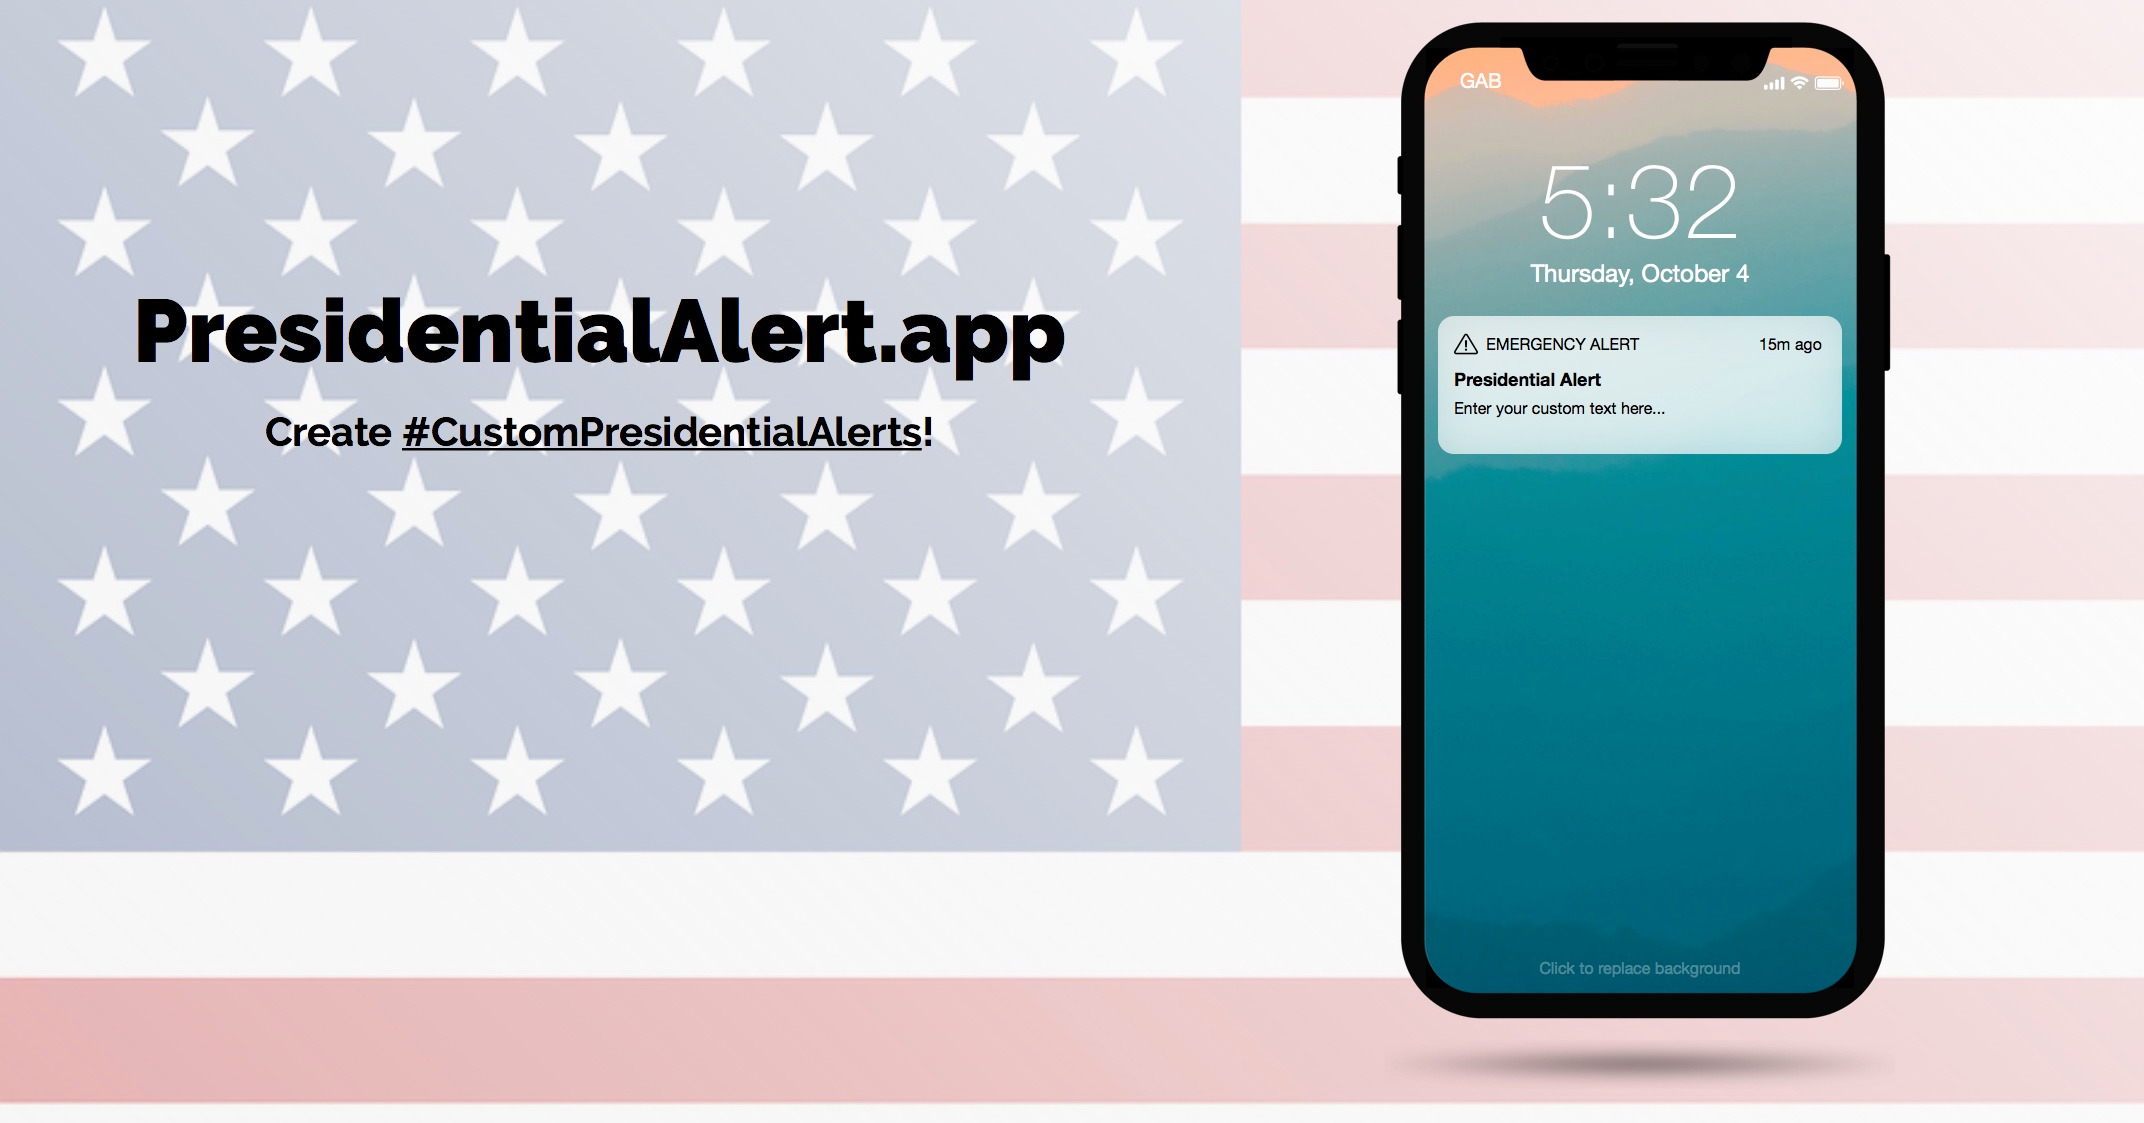 PresidentialAlert.app
Create #CustomPresidentialAlerts!
GAB
5:32
Thursday, October 4
EMERGENCY ALERT 15m ago
Presidential Alert
Enter your custom text here...
Click to replace background